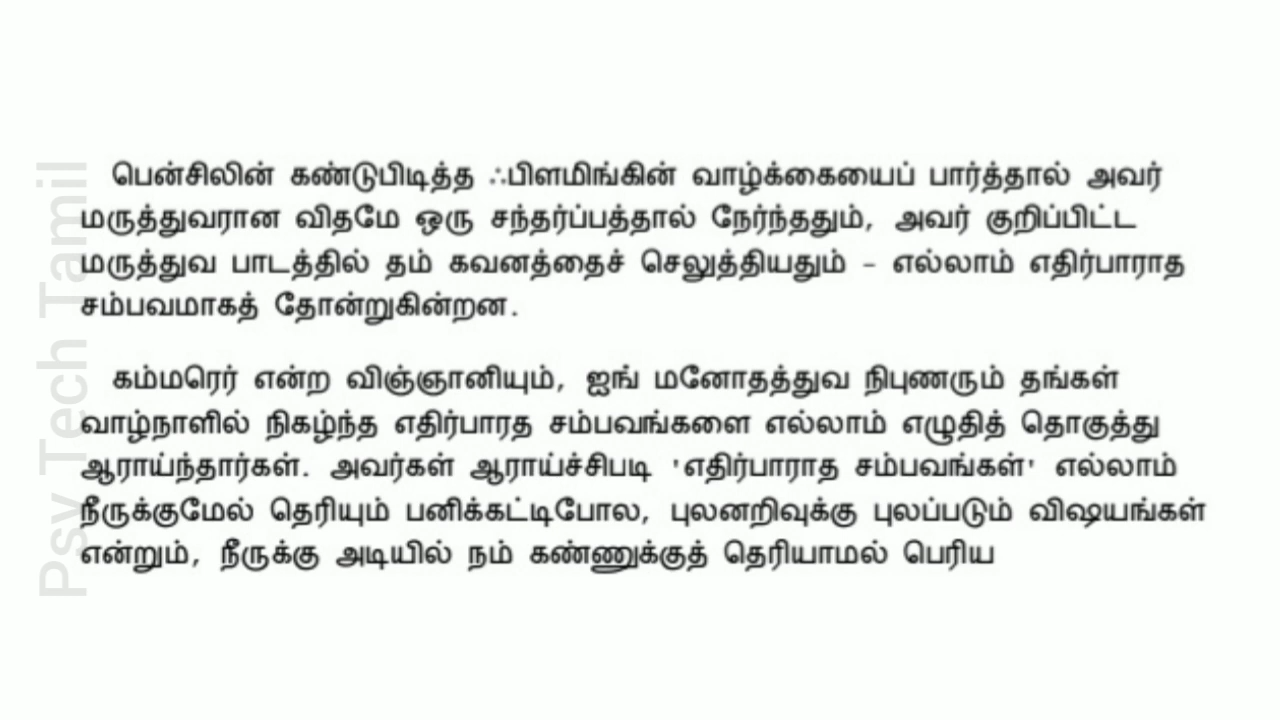 பென்சிலின் கண்டுபிடித்த ஃபிளமிங்கின் வாழ்க்கையைப் பார்த்தால் அவர்
மருத்துவரான விதமே ஒரு சந்தர்ப்பத்தால் நேர்ந்ததும், அவர் குறிப்பிட்ட
மருத்துவ பாடத்தில் தம் கவனத்தைச் செலுத்தியதும் - எல்லாம் எதிர்பாராத
சம்பவமாகத் தோன்றுகின்றன.
கம்மரெர் என்ற விஞ்ஞானியும், ஐங் மனோதத்துவ நிபுணரும் தங்கள்
வாழ்நாளில் நிகழ்ந்த எதிர்பாரத சம்பவங்களை எல்லாம் எழுதித் தொகுத்து
ஆராய்ந்தார்கள். அவர்கள் ஆராய்ச்சிபடி 'எதிர்பாராத சம்பவங்கள்' எல்லாம்
நீருக்குமேல் தெரியும் பனிக்கட்டிபோல, புலனறிவுக்கு புலப்படும் விஷயங்கள்
என்றும், நீருக்கு அடியில் நம் கண்ணுக்குத் தெரியாமல் பெரிய
Psy Tech Tamil